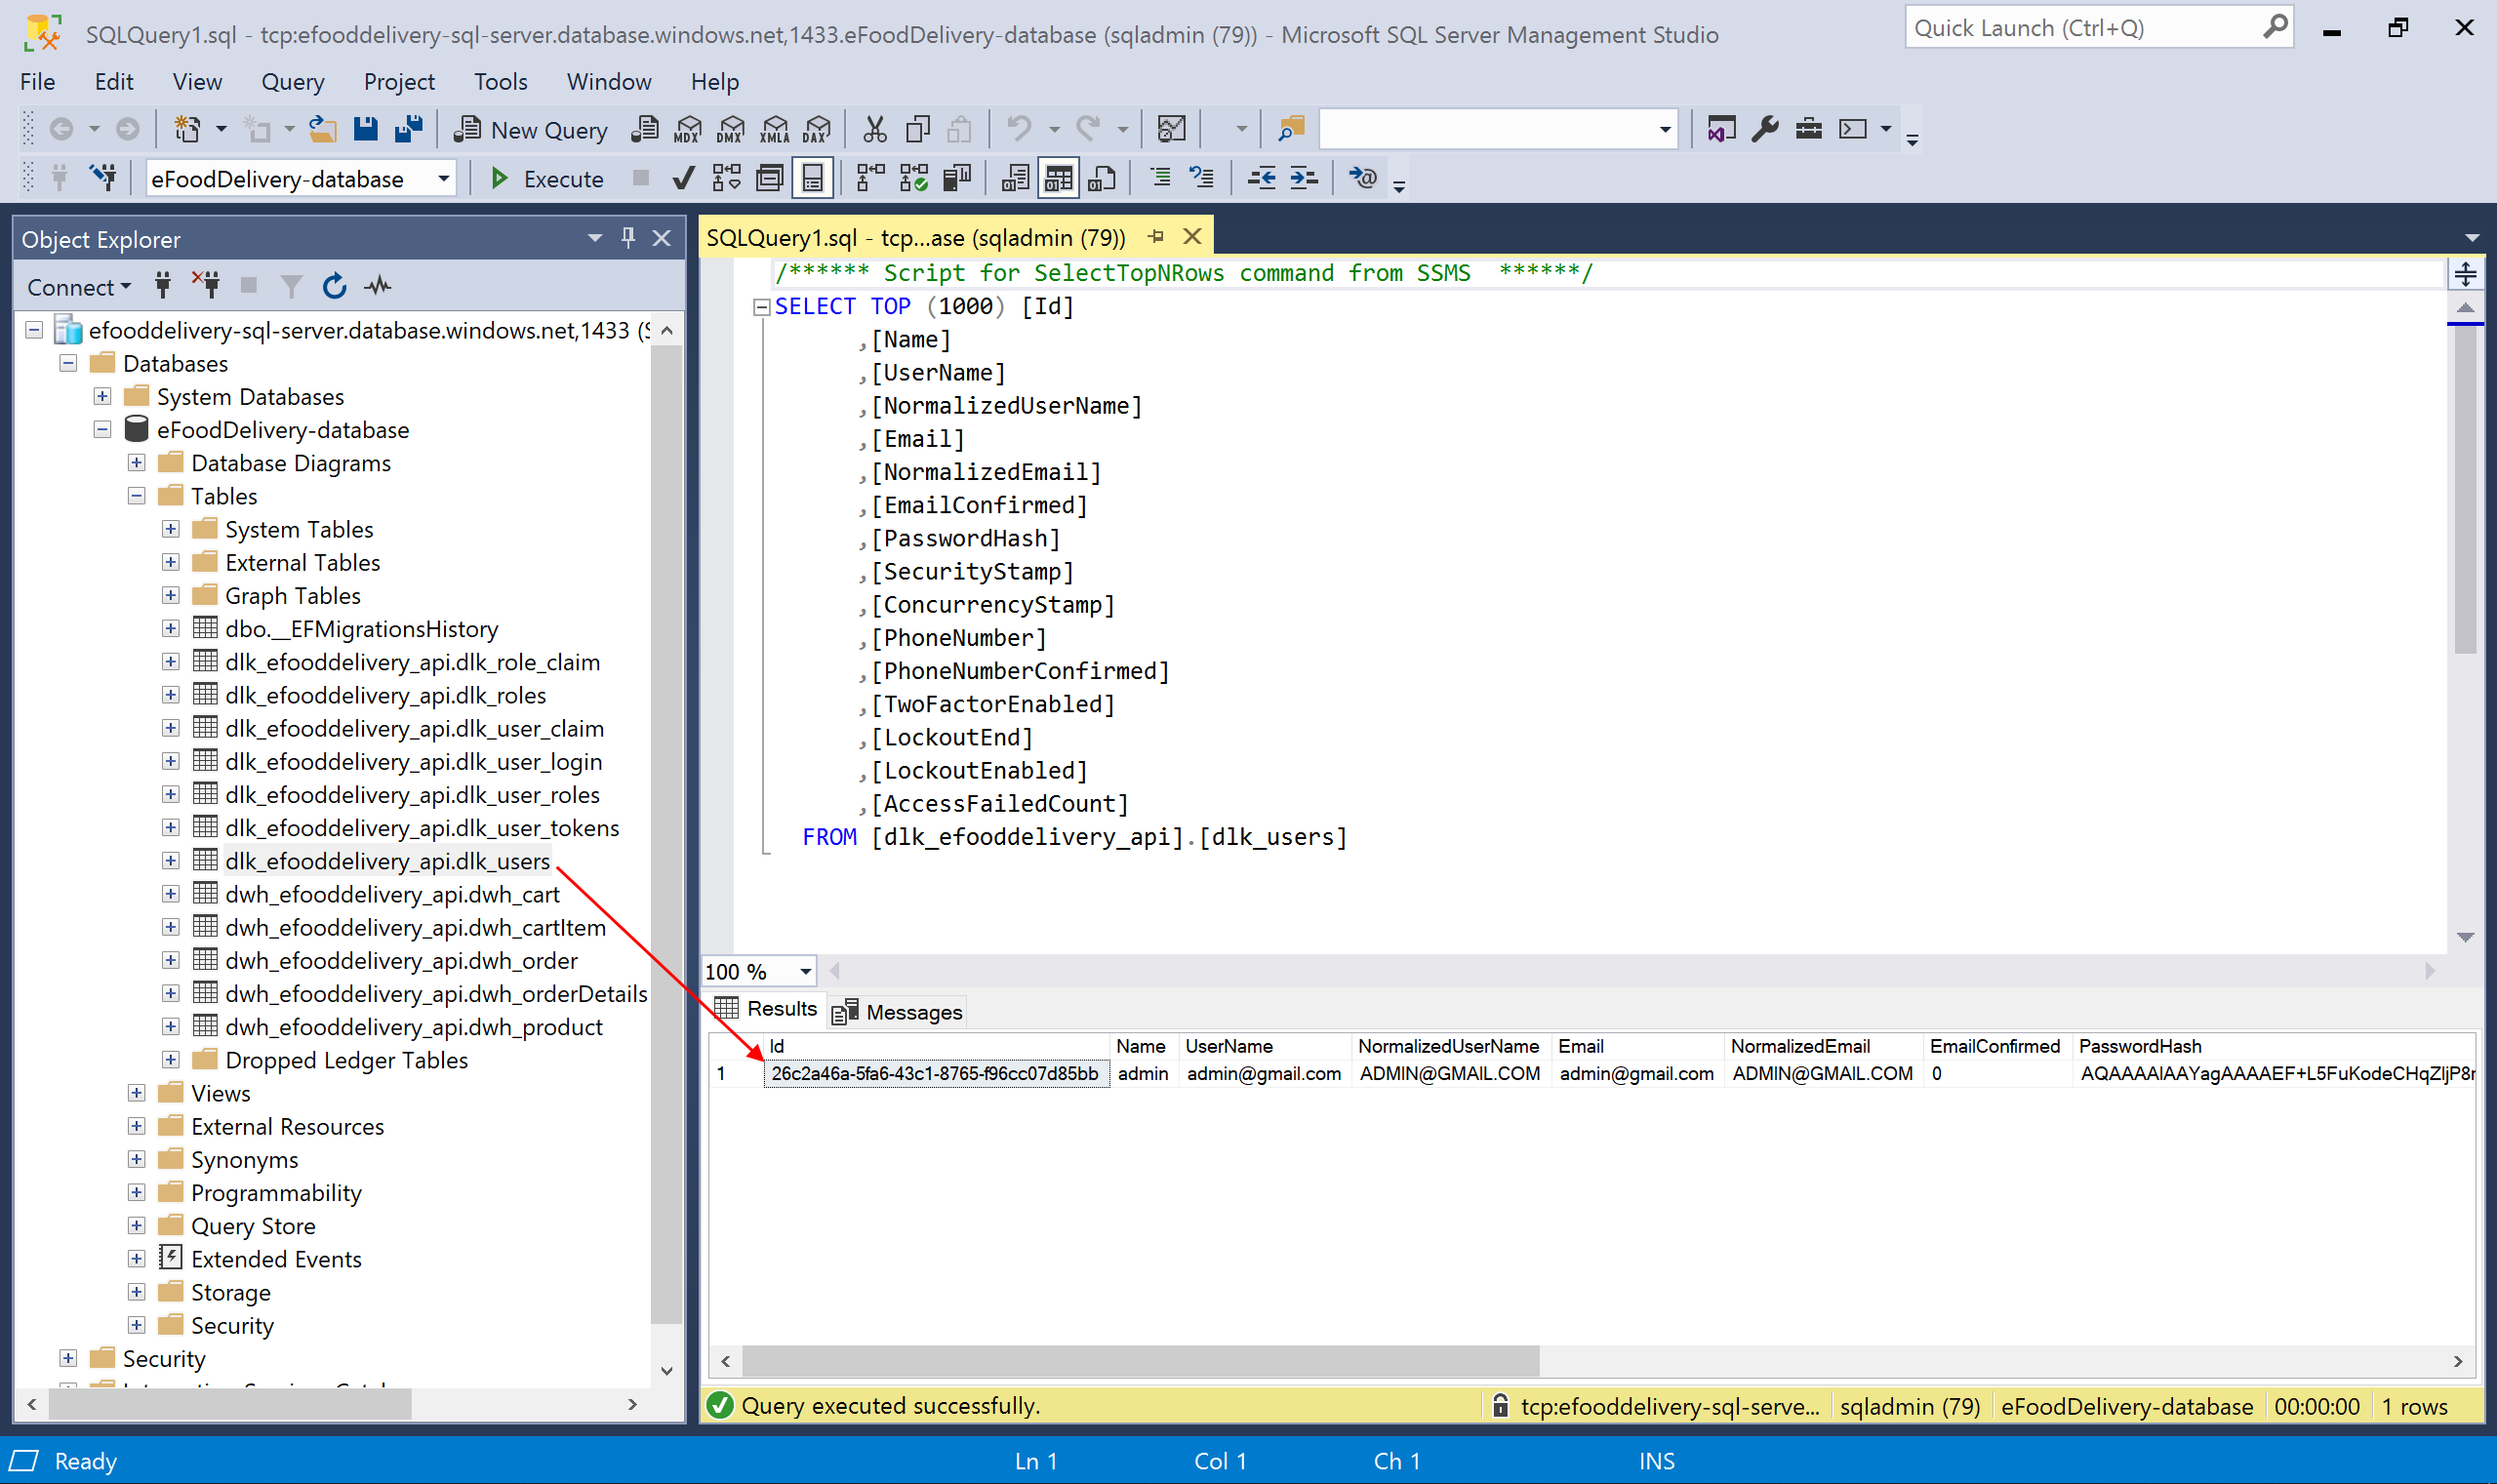 SQLQuery1.sql - tcp:efooddelivery-sql-server.database.windows.net,1433.eFoodDelivery-database (sqladmin (79)) - Microsoft SQL Server Management Studio
Quick Launch (Ctrl+Q)
File Edit View Query Project Tools Window Help
New Query MDX DMX XMLA DAX
eFoodDelivery-database Execute
Object Explorer
Connect
efooddelivery-sql-server.database.windows.net,1433 (S
Databases
System Databases
eFoodDelivery-database
Database Diagrams
Tables
System Tables
External Tables
Graph Tables
dbo.__EFMigrationsHistory
dlk_efooddelivery_api.dlk_role_claim
dlk_efooddelivery_api.dlk_roles
dlk_efooddelivery_api.dlk_user_claim
dlk_efooddelivery_api.dlk_user_login
dlk_efooddelivery_api.dlk_user_roles
dlk_efooddelivery_api.dlk_user_tokens
dlk_efooddelivery_api.dlk_users
dwh_efooddelivery_api.dwh_cart
dwh_efooddelivery_api.dwh_cartItem
dwh_efooddelivery_api.dwh_order
dwh_efooddelivery_api.dwh_orderDetails
dwh_efooddelivery_api.dwh_product
Dropped Ledger Tables
Views
External Resources
Synonyms
Programmability
Query Store
Extended Events
Storage
Security
Security
SQLQuery1.sql - tcp...ase (sqladmin (79))
/****** Script for SelectTopNRows command from SSMS  ******/
SELECT TOP (1000) [Id]
,[Name]
,[UserName]
,[NormalizedUserName]
,[Email]
,[NormalizedEmail]
,[EmailConfirmed]
,[PasswordHash]
,[SecurityStamp]
,[ConcurrencyStamp]
,[PhoneNumber]
,[PhoneNumberConfirmed]
,[TwoFactorEnabled]
,[LockoutEnd]
,[LockoutEnabled]
,[AccessFailedCount]
FROM [dlk_efooddelivery_api].[dlk_users]
100 %
Results Messages
Id Name UserName NormalizedUserName Email NormalizedEmail EmailConfirmed PasswordHash
1 26c2a46a-5fa6-43c1-8765-f96cc07d85bb admin admin@gmail.com ADMIN@GMAIL.COM admin@gmail.com ADMIN@GMAIL.COM 0
Query executed successfully. tcp:efooddelivery-sql-serve... sqladmin (79) eFoodDelivery-database 00:00:00 1 rows
Ready Ln 1 Col 1 Ch 1 INS